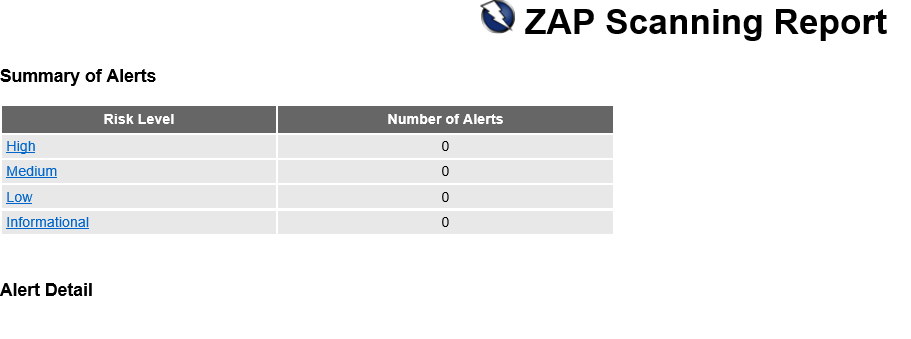 ZAP Scanning Report
Summary of Alerts
Risk Level Number of Alerts
High 0
Medium 0
Low 0
Informational 0
Alert Detail